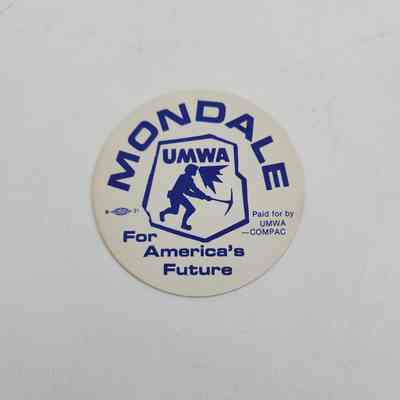 MONDALE
UMWA
Paid for by
UMWA
—COMPAC
For
America's
Future